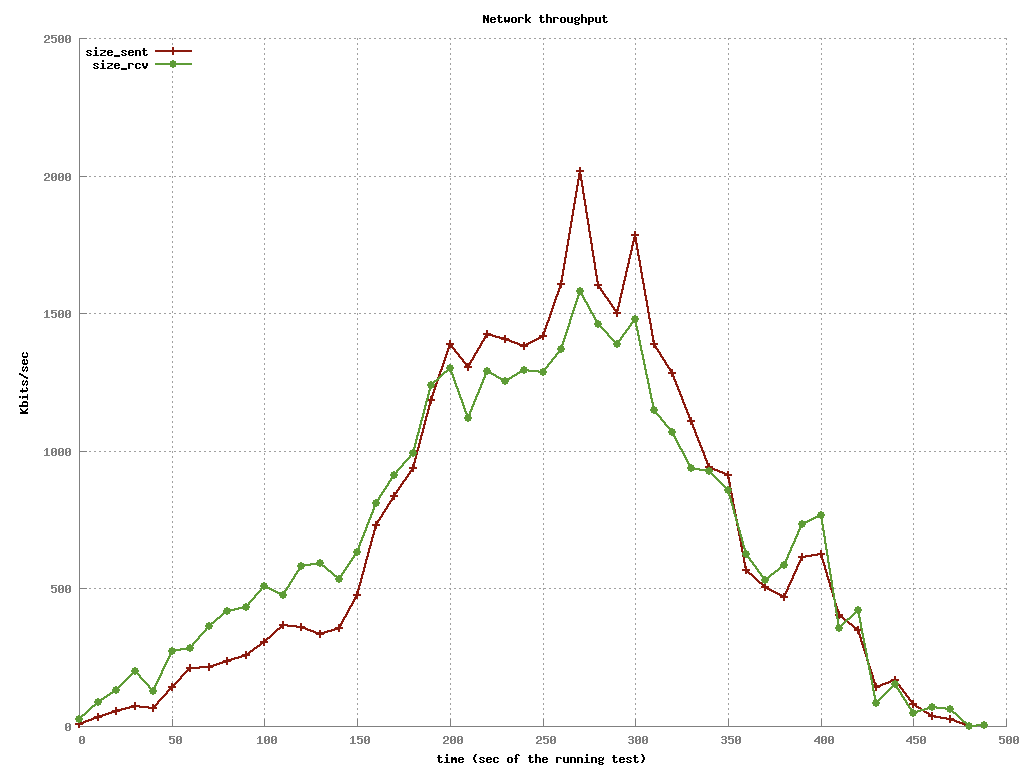 Network throughput
2500
size_sent
size_rcv
2000
1500
Kbits/sec
1000
500
0
0 50 100 150 200 250 300 350 400 450 500
time (sec of the running test)